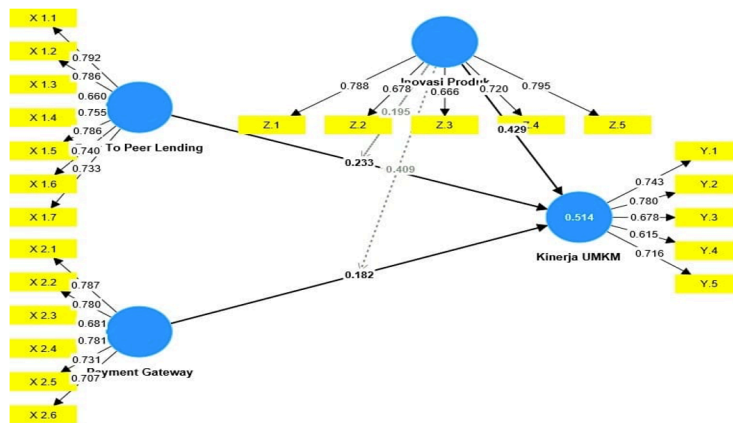 X 1.1
X 1.2
X 1.3
X 1.4
X 1.5
X 1.6
X 1.7
0.792
0.786
0.660
0.755
0.786
0.740
0.733
To Peer Lending
Inovasi Produk
0.788
0.678
0.666
0.720
0.795
Z.1
Z.2
Z.3
Z.4
Z.5
0.195
0.429
0.233
0.409
0.182
0.514
Kinerja UMKM
0.743
0.780
0.678
0.615
0.716
Y.1
Y.2
Y.3
Y.4
Y.5
X 2.1
X 2.2
X 2.3
X 2.4
X 2.5
X 2.6
0.787
0.780
0.681
0.781
0.731
0.707
Payment Gateway